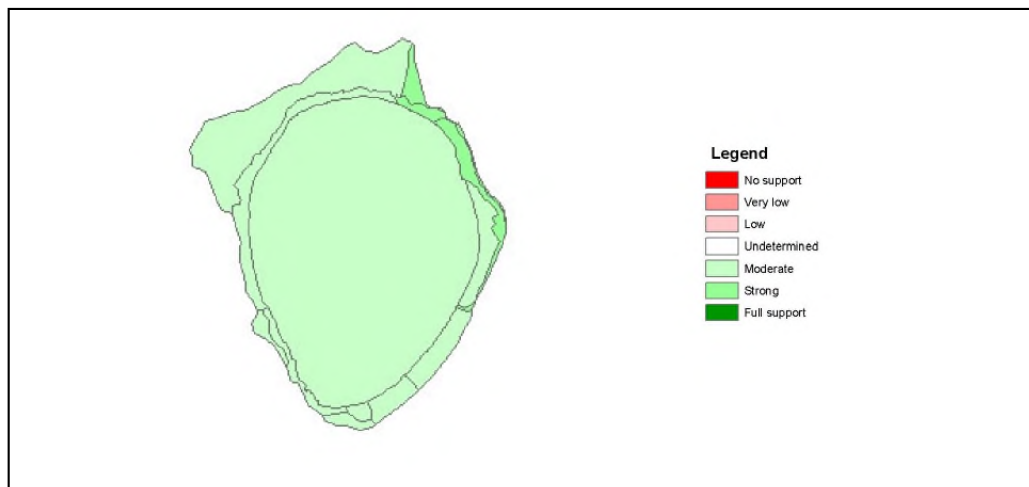 Legend
No support
Very low
Low
Undetermined
Moderate
Strong
Full support